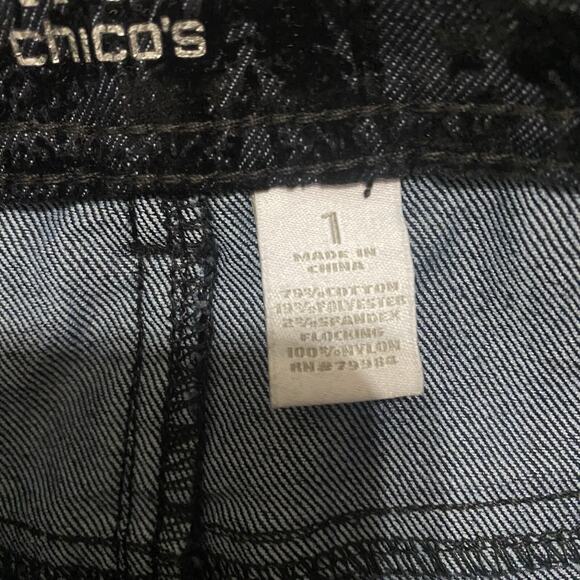 chico's
1
MADE IN
CHINA
79% COTTON
19% POLYESTER
2% SPANDEX
FLOCKING
100% NYLON
RN# 79984